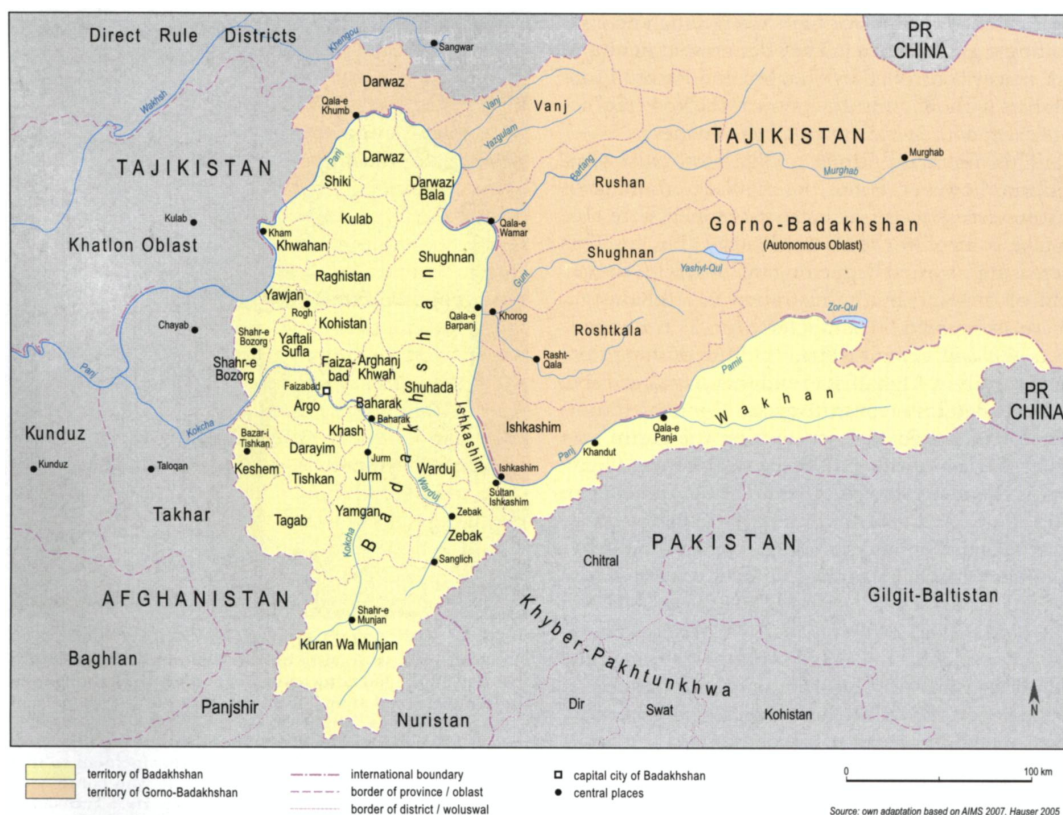 Direct Rule Districts
Khengou
Sangwar
PR
CHINA
Wakhsh
Darwaz
Qala-e
Khumb
Vanj
Vanj
Yazgulam
TAJIKISTAN
Murghab
Panj
Darwaz
TAJIKISTAN
Shiki
Darwazi
Bala
Bartang
Rushan
Murghab
Kulab
Kulab
Qala-e
Wamar
Gorno-Badakhshan
(Autonomous Oblast)
Khatlon Oblast
Kham
Khwahan
Shughnan
Shughnan
Yashyl-Qul
Raghistan
Gunt
Yawjan
Rogh
Zor-Qul
Qala-e
Barpanj
Khorog
Chayab
Kohistan
Roshtkala
Shahr-e
Bozorg
Yaftali
Sufla
Rasht-
Qala
Shahr-e
Bozorg
Faiza-
bad
Arghanj
Khwah
Pamir
PR
CHINA
Panj
Faizabad
Shuhada
Wakhan
Argo
Baharak
Baharak
Ishkashim
Qala-e
Panja
Kokcha
Kunduz
Bazar-i
Tishkan
Khash
Ishkashim
Darayim
Khandut
Panj
Kunduz
Taloqan
Keshem
Jurm
Jurm
Warduj
Ishkashim
Tishkan
Warduj
Sultan
Ishkashim
Takhar
Tagab
Yamgan
Zebak
Badakhshan
Zebak
Kokcha
Sanglich
PAKISTAN
Chitral
AFGHANISTAN
Gilgit-Baltistan
Shahr-e
Munjan
Kuran Wa Munjan
Khyber-Pakhtunkhwa
Baghlan
Panjshir
Nuristan
Dir
Swat
Kohistan
N
territory of Badakhshan
territory of Gorno-Badakhshan
international boundary
border of province / oblast
border of district / woluswal
capital city of Badakhshan
central places
0 100 km
Source: own adaptation based on AIMS 2007, Hauser 2005